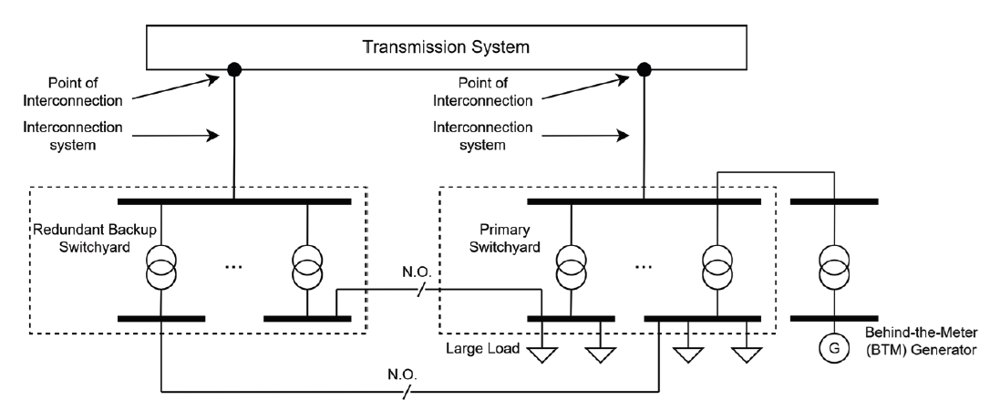 Transmission System
Point of
Interconnection
Interconnection
system
Point of
Interconnection
Interconnection
system
Redundant Backup
Switchyard
...
N.O.
Primary
Switchyard
...
Large Load
N.O.
G
Behind-the-Meter
(BTM) Generator